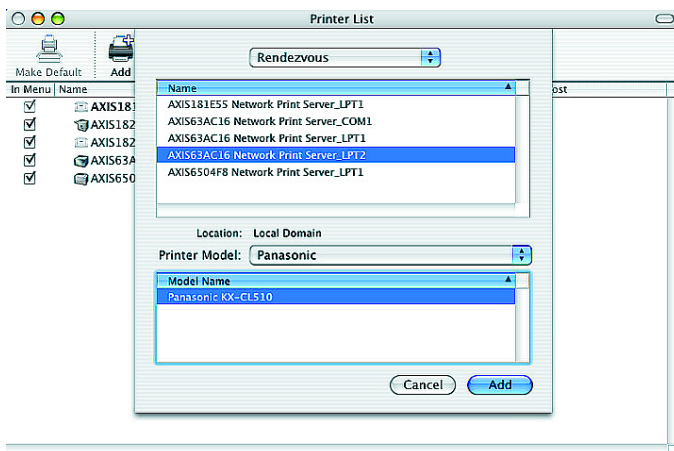 Printer List
Make Default
Add
Rendezvous
In Menu
Name
ost
AXIS181
AXIS182
AXIS182
AXIS63A
AXIS650
Name
AXIS181E55 Network Print Server_LPT1
AXIS63AC16 Network Print Server_COM1
AXIS63AC16 Network Print Server_LPT1
AXIS63AC16 Network Print Server_LPT2
AXIS6504F8 Network Print Server_LPT1
Location: Local Domain
Printer Model: Panasonic
Model Name
Panasonic KX-CL510
Cancel
Add